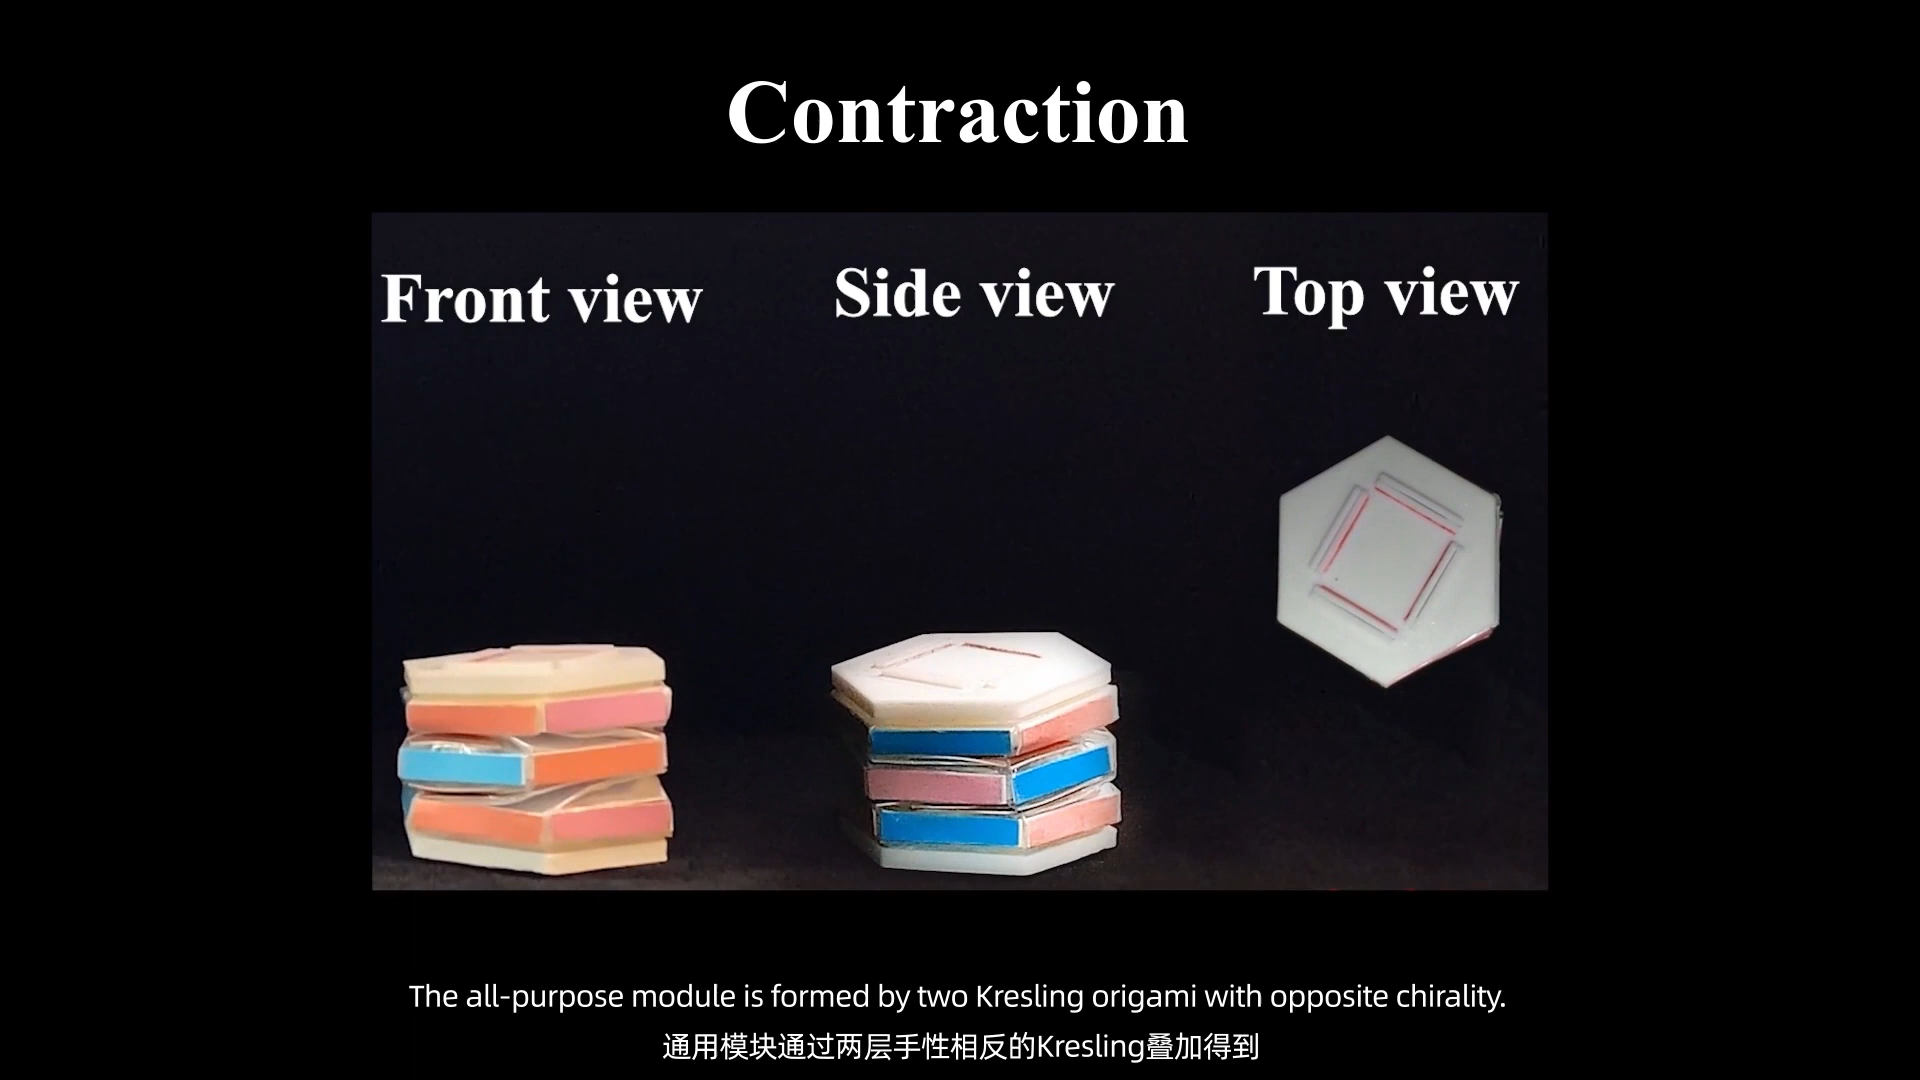 Contraction
Front view
Side view
Top view
The all-purpose module is formed by two Kresling origami with opposite chirality.
通用模块通过两层手性相反的Kresling叠加得到